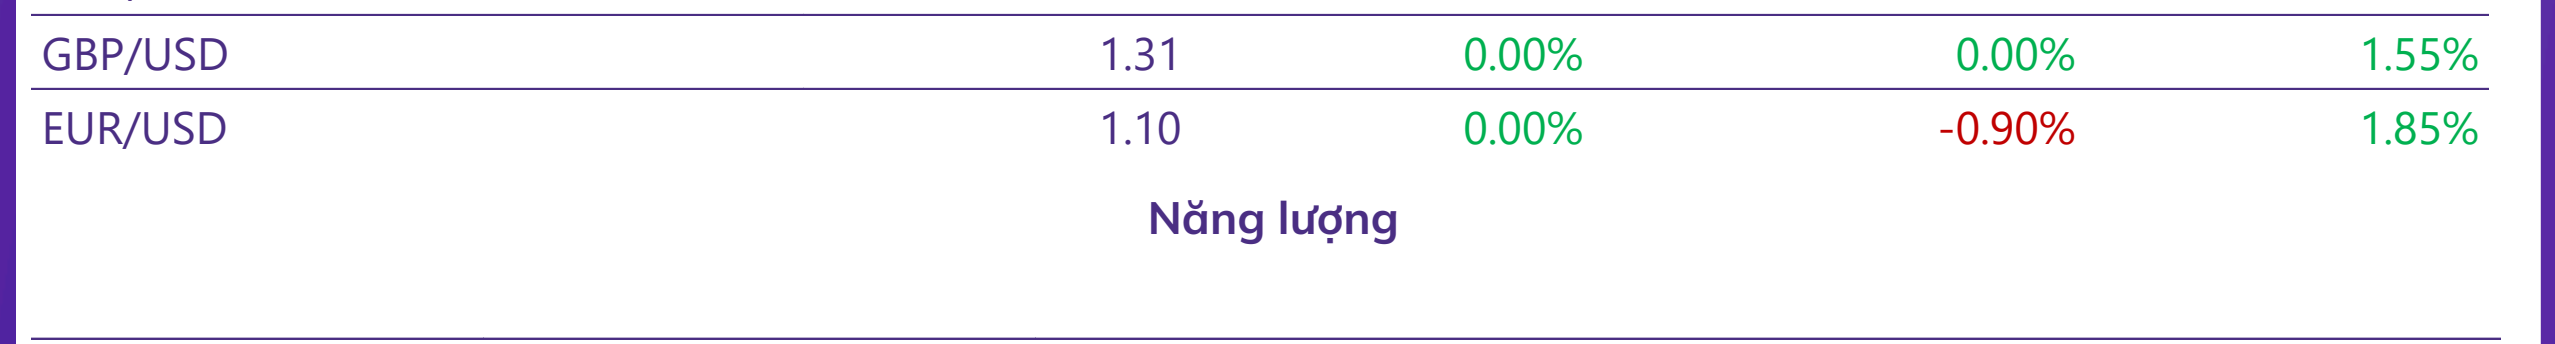 GBP/USD 1.31 0.00% 0.00% 1.55%
EUR/USD 1.10 0.00% -0.90% 1.85%
Năng lượng